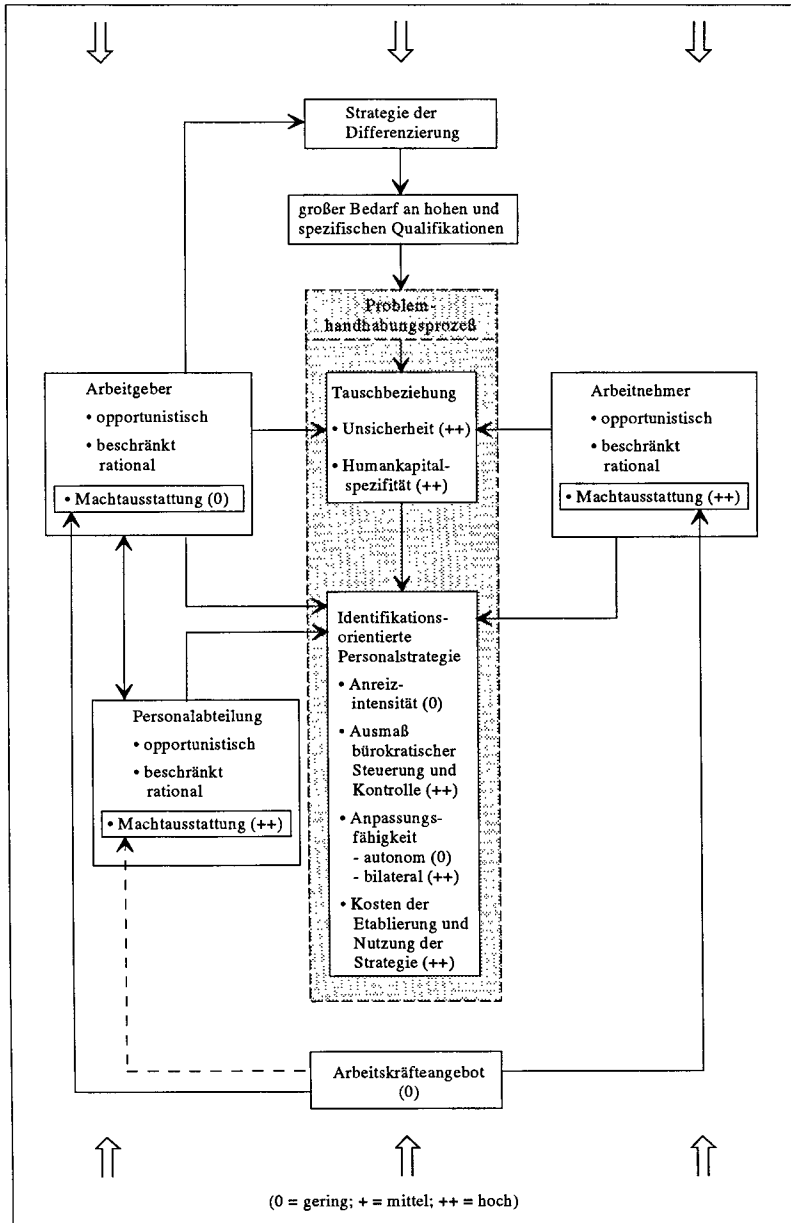 Strategie der
Differenzierung
großer Bedarf an hohen und
spezifischen Qualifikationen
Problem-
handhabungsprozeß
Arbeitgeber
• opportunistisch
• beschränkt
rational
• Machtausstattung (0)
Tauschbeziehung
• Unsicherheit (++)
• Humankapital-
spezifität (++)
Arbeitnehmer
• opportunistisch
• beschränkt
rational
• Machtausstattung (++)
Identifikations-
orientierte
Personalstrategie
• Anreiz-
intensität (0)
• Ausmaß
bürokratischer
Steuerung und
Kontrolle (++)
• Anpassungs-
fähigkeit
- autonom (0)
- bilateral (++)
• Kosten der
Etablierung und
Nutzung der
Strategie (++)
Personalabteilung
• opportunistisch
• beschränkt
rational
• Machtausstattung (++)
Arbeitskräfteangebot
(0)
(0 = gering; + = mittel; ++ = hoch)